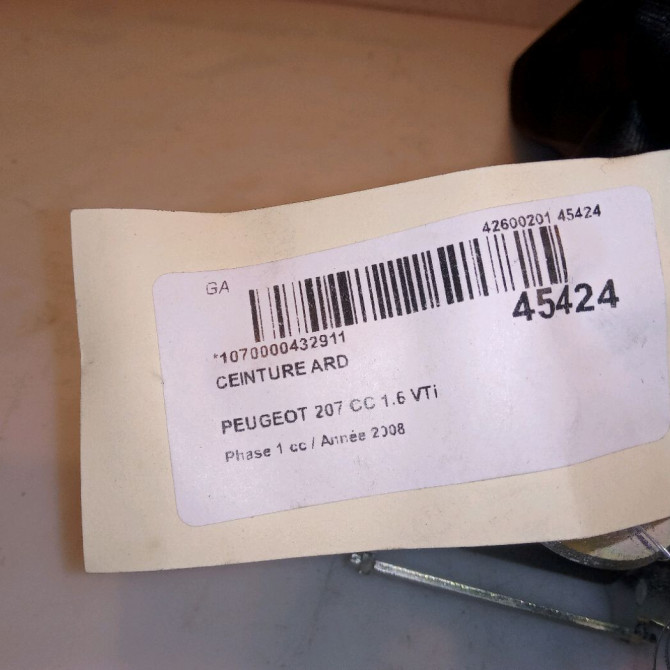 42600201 45424
GA
45424
*1070000432911
CEINTURE ARD
PEUGEOT 207 CC 1.6 VTi
Phase 1 cc / Année 2008